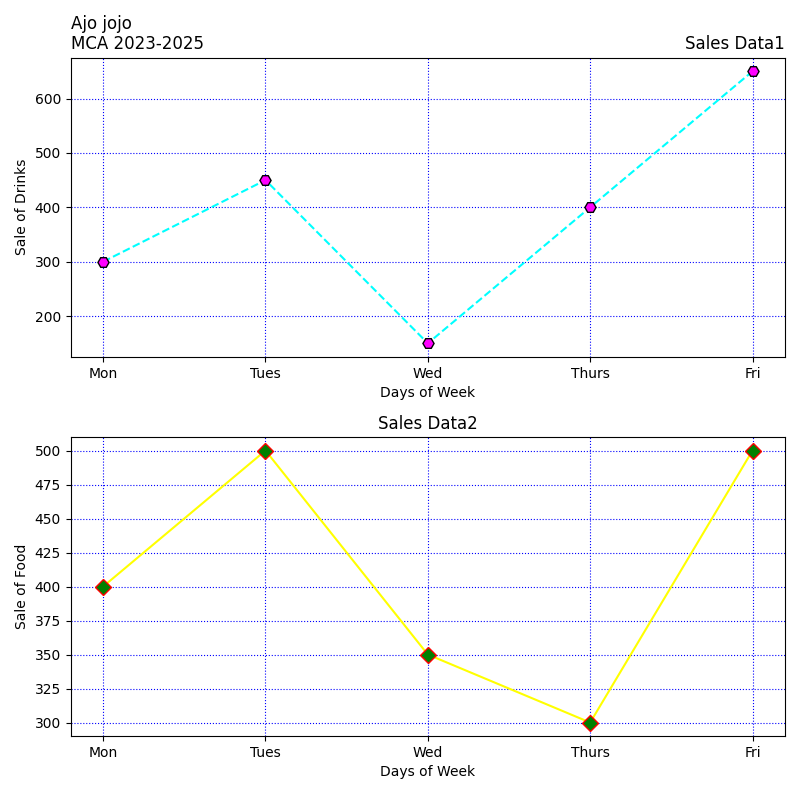 Ajo jojo
MCA 2023-2025
Sales Data1
600
500
400
300
200
Sale of Drinks
Mon Tues Wed Thurs Fri
Days of Week
Sales Data2
500
475
450
425
400
375
350
325
300
Sale of Food
Mon Tues Wed Thurs Fri
Days of Week